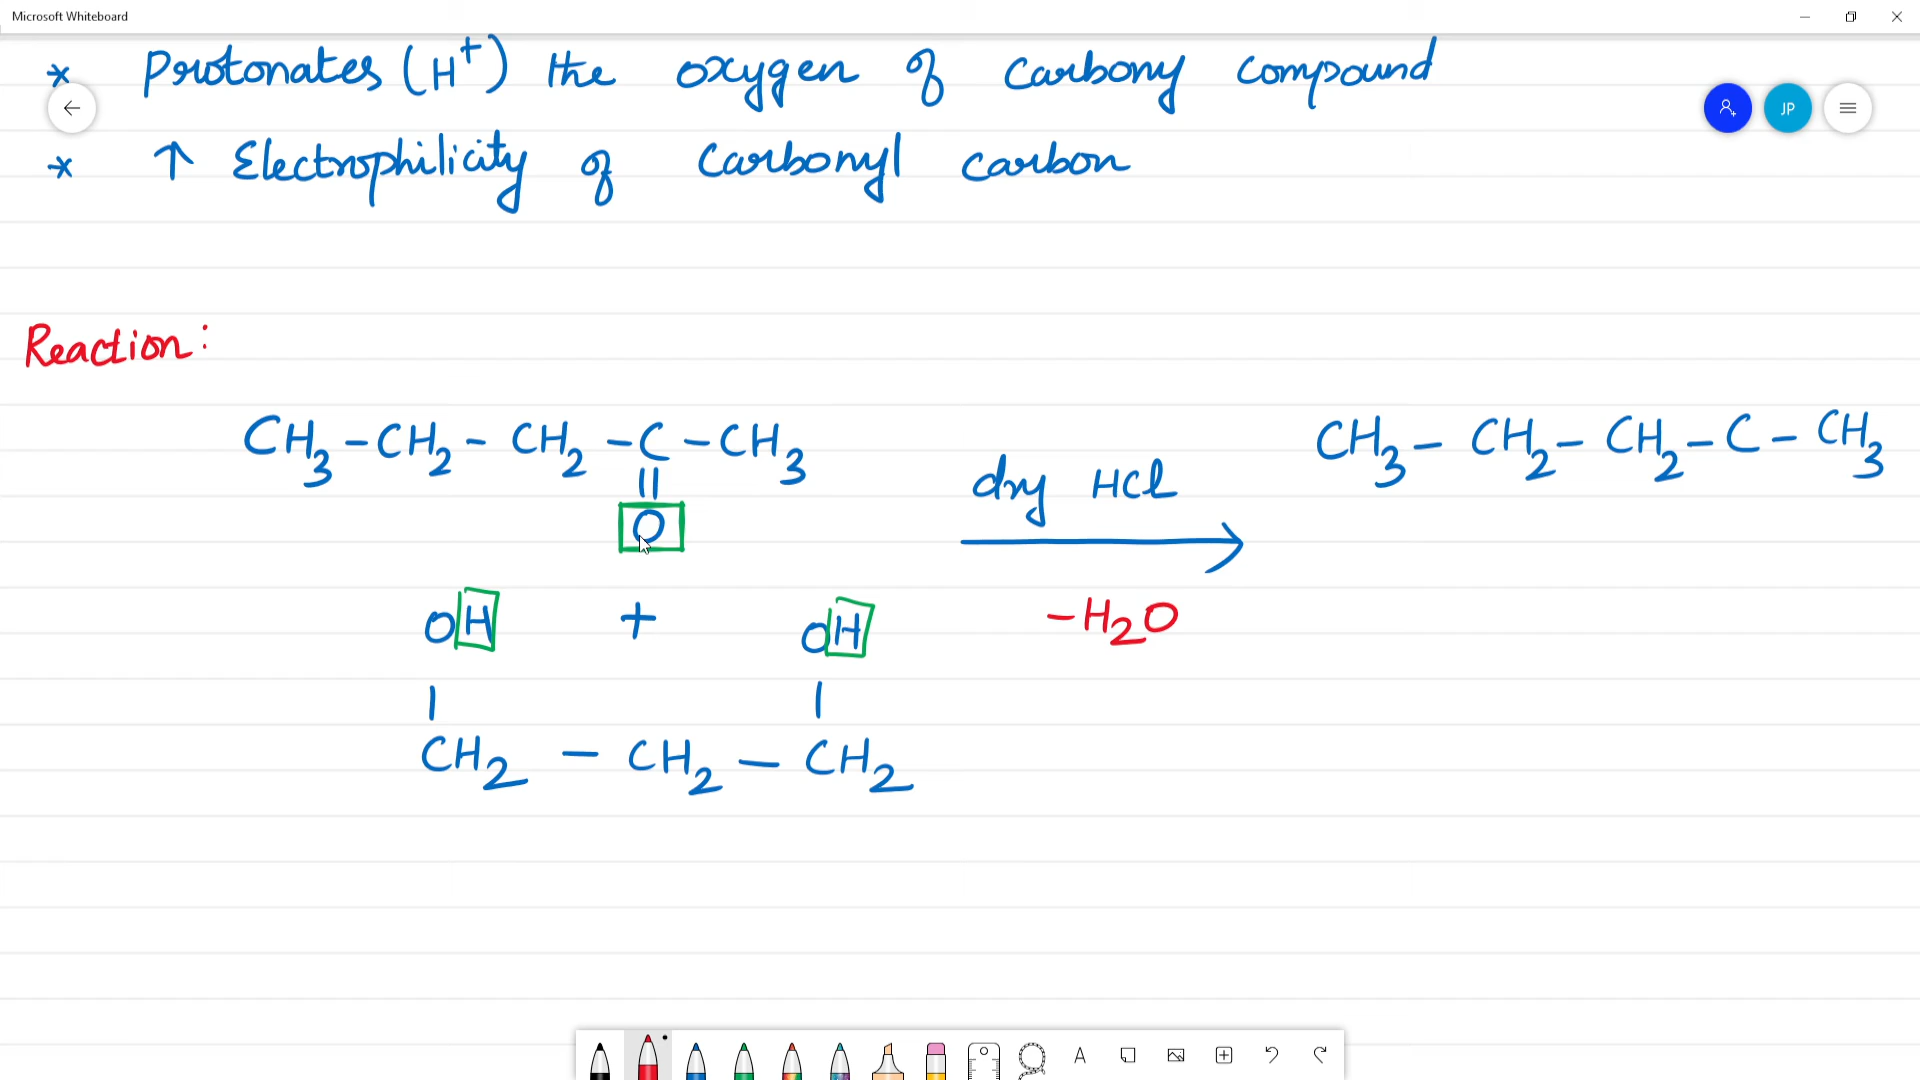 Microsoft Whiteboard
* Protonates (H⁺) the oxygen of Carbony compound
JP
* ↑ Electrophilicity of Carbonyl carbon
Reaction:
CH₃ – CH₂ – CH₂ – C – CH₃
||
O
dry HCl
CH₃ – CH₂ – CH₂ – C – CH₃
OH + OH
– H₂O
| |
CH₂ – CH₂ – CH₂
A